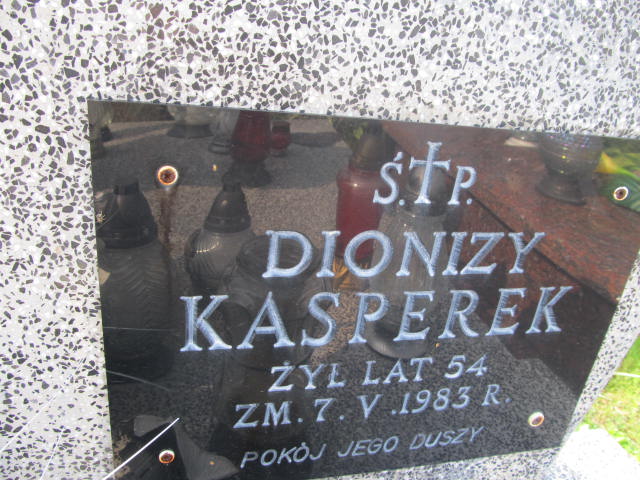 Ś.†P.
DIONIZY
KASPEREK
ŻYŁ LAT 54
ZM. 7. V. 1983 R.
POKÓJ JEGO DUSZY